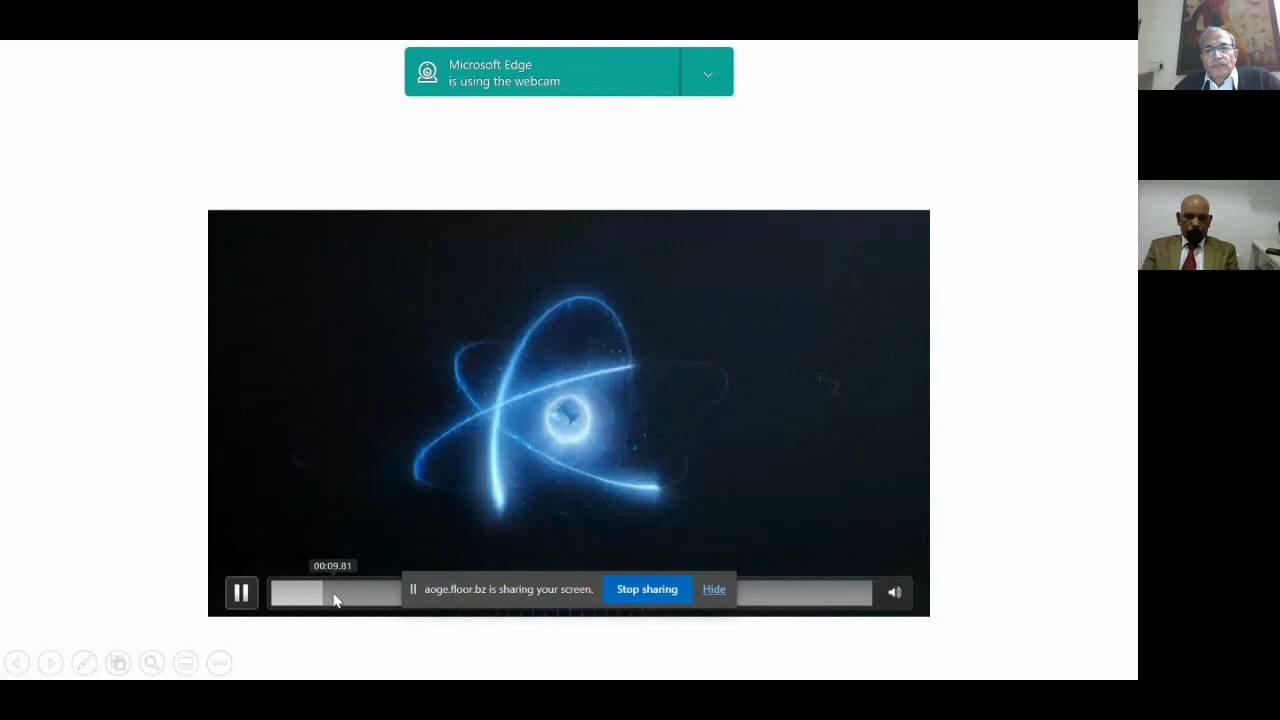 Microsoft Edge
is using the webcam
00:09.81
aoge.floor.bz is sharing your screen.
Stop sharing
Hide